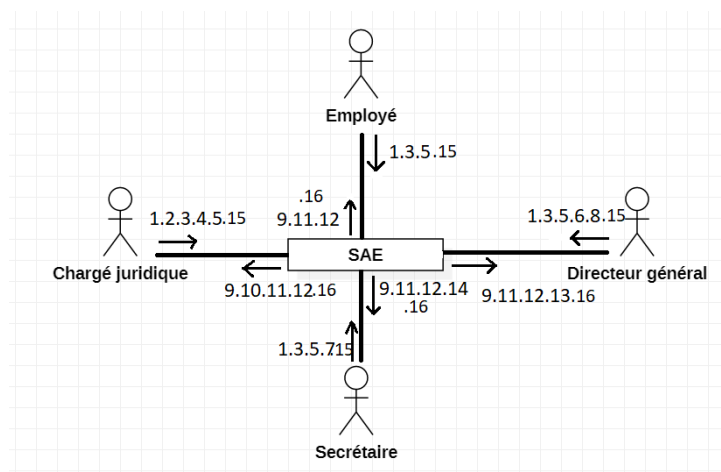 Employé
1.3.5.15
.16
9.11.12
1.2.3.4.5.15
1.3.5.6.8.15
SAE
Chargé juridique
Directeur général
9.10.11.12.16
9.11.12.14
.16
9.11.12.13.16
1.3.5.7.15
Secrétaire